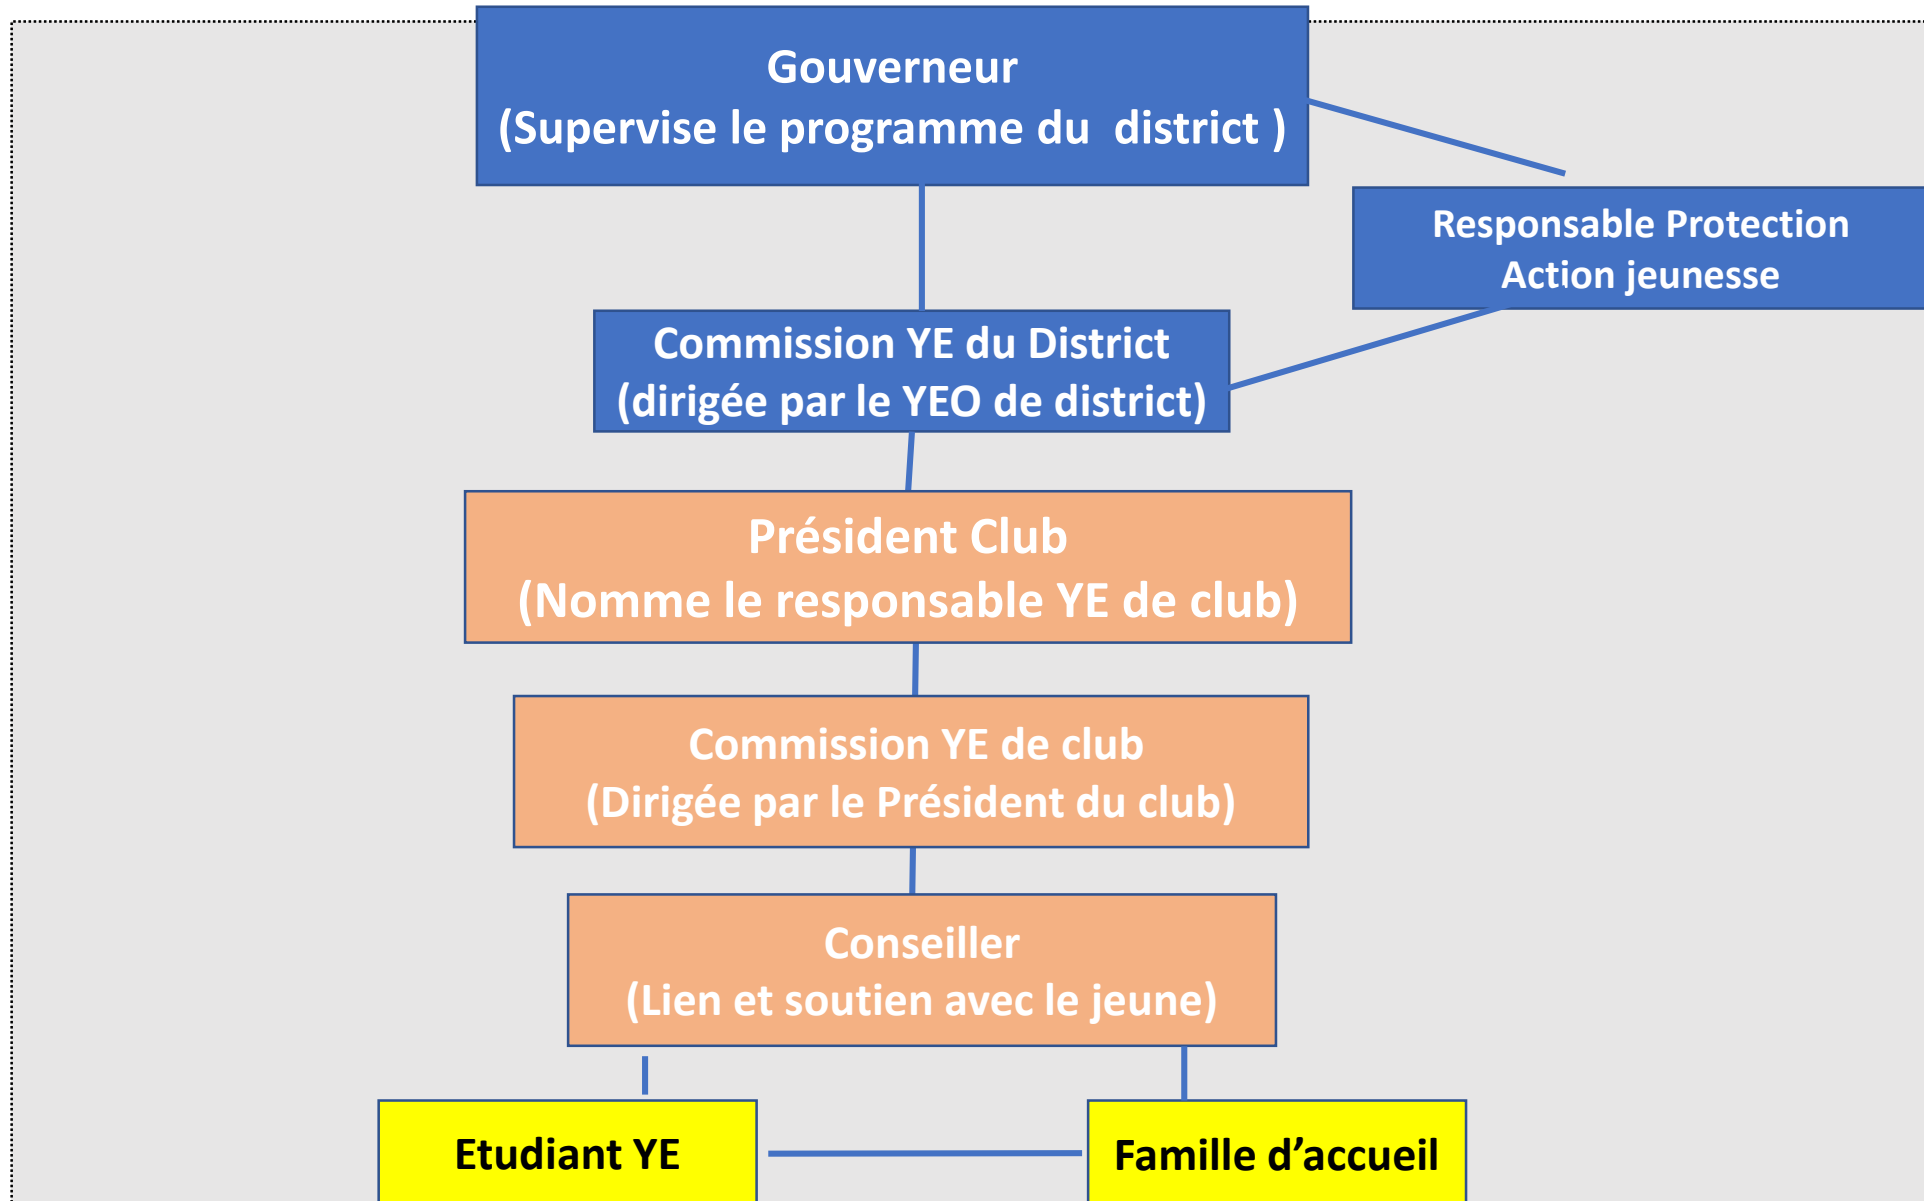 Gouverneur
(Supervise le programme du  district )
Responsable Protection
Action jeunesse
Commission YE du District
(dirigée par le YEO de district)
Président Club
(Nomme le responsable YE de club)
Commission YE de club
(Dirigée par le Président du club)
Conseiller
(Lien et soutien avec le jeune)
Etudiant YE
Famille d’accueil